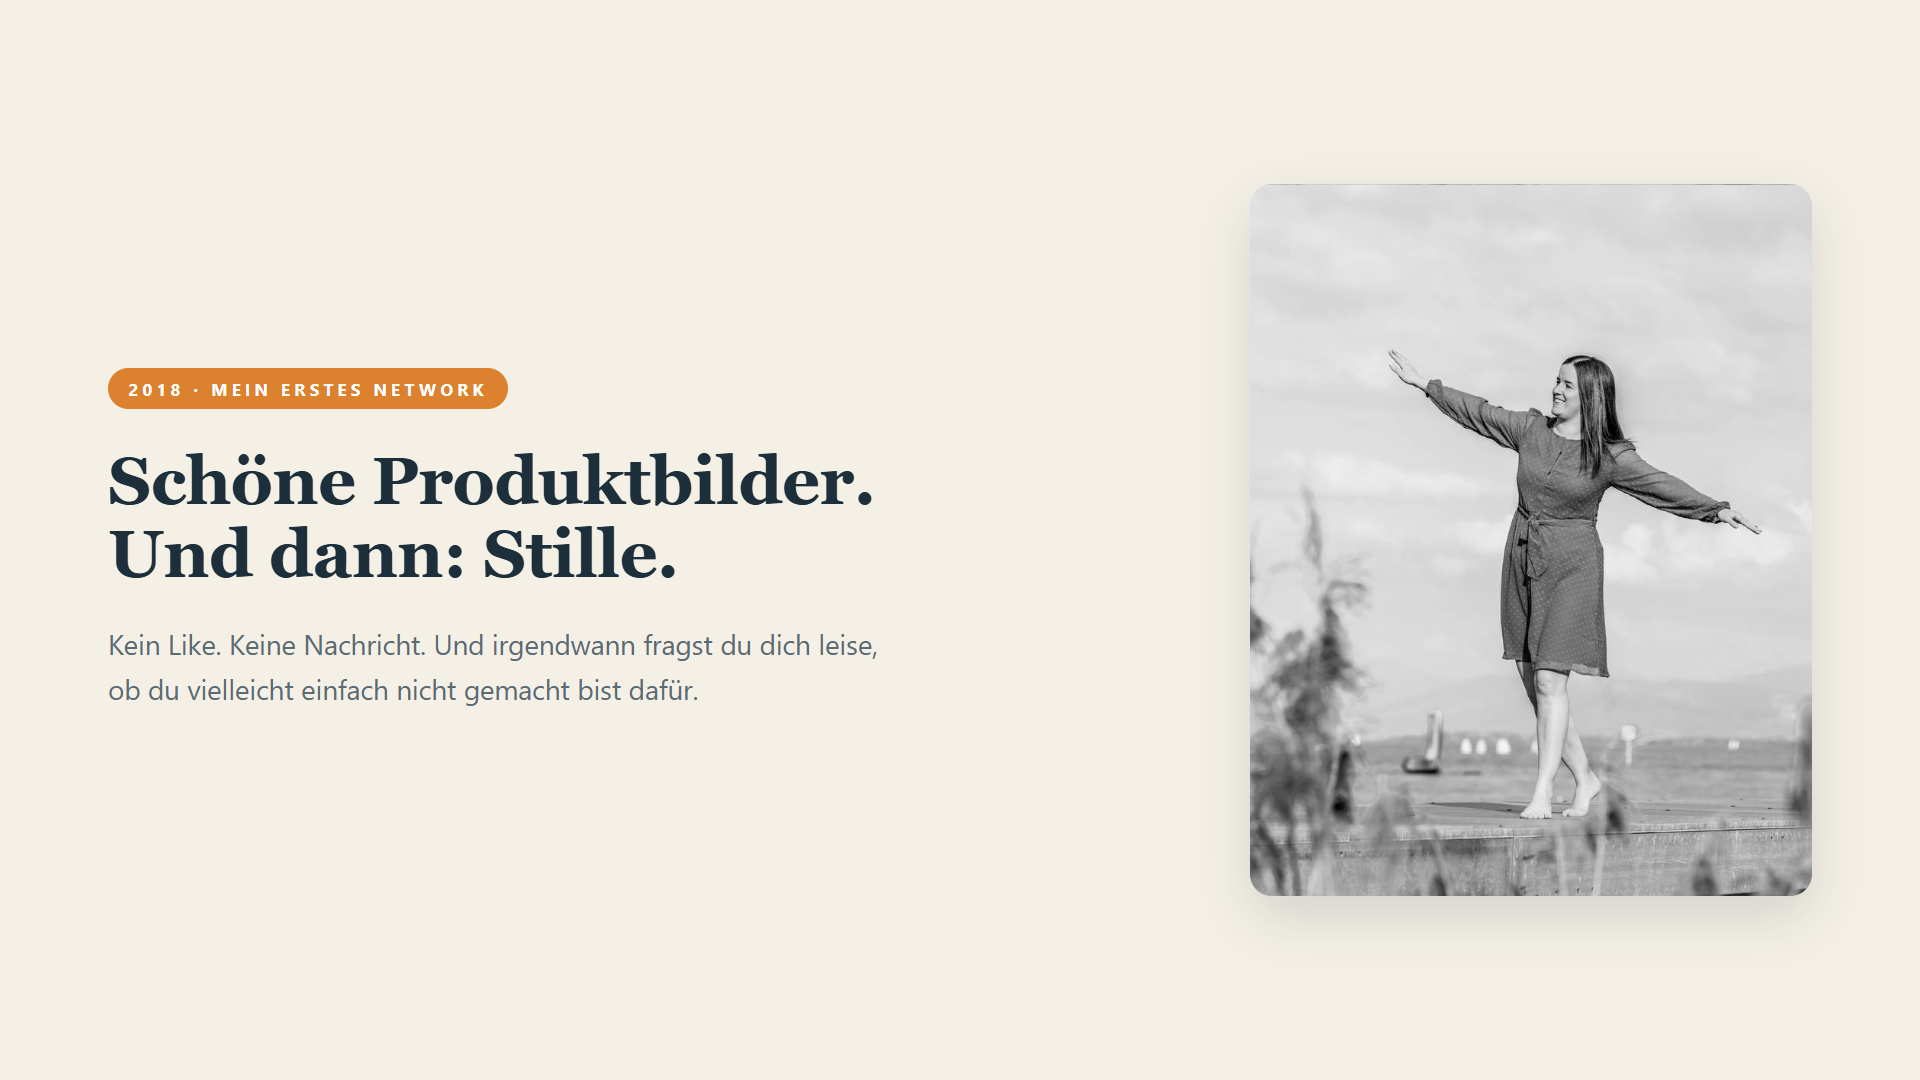 2018 · MEIN ERSTES NETWORK
Schöne Produktbilder.
Und dann: Stille.
Kein Like. Keine Nachricht. Und irgendwann fragst du dich leise,
ob du vielleicht einfach nicht gemacht bist dafür.